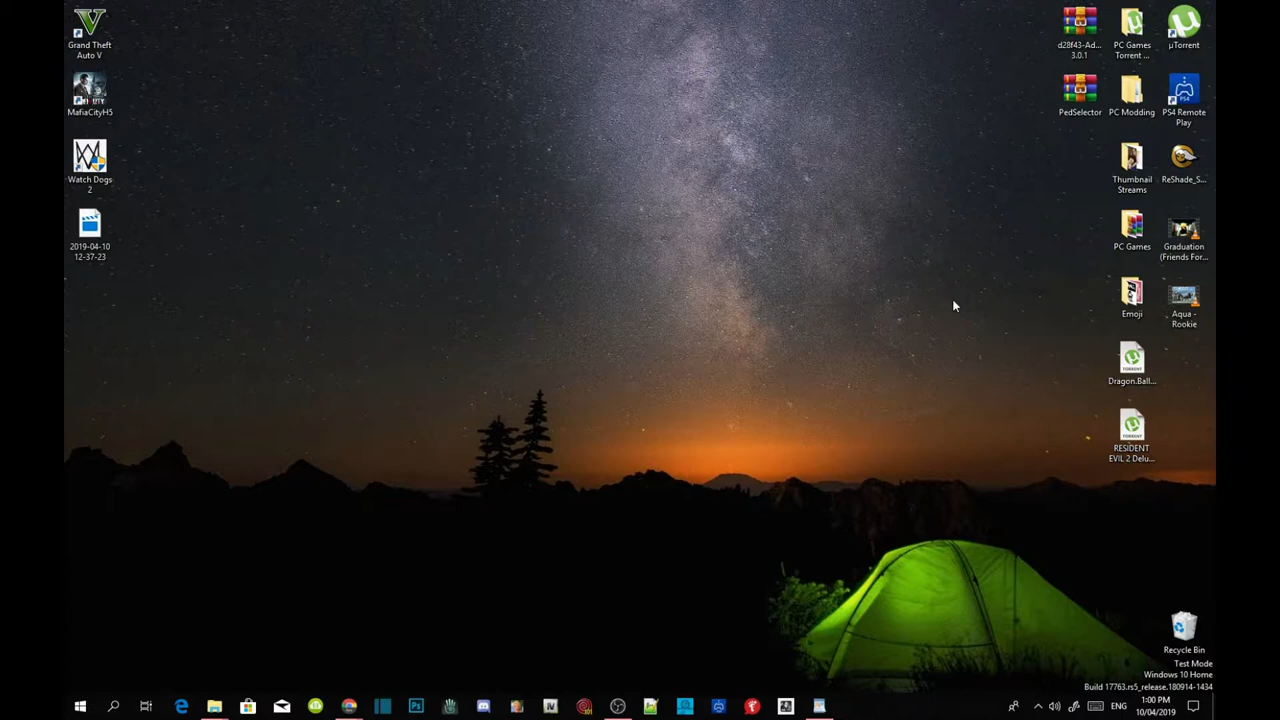 Grand Theft
Auto V
MafiaCityH5
Watch Dogs
2
2019-04-10
12-37-23
d28f43-Ad...
3.0.1
PC Games
Torrent ...
µTorrent
PedSelector
PC Modding
PS4 Remote
Play
Thumbnail
Streams
ReShade_S...
PC Games
Graduation
(Friends For...
Emoji
Aqua -
Rookie
Dragon.Ball...
RESIDENT
EVIL 2 Delu...
Recycle Bin
Test Mode
Windows 10 Home
Build 17763.rs5_release.180914-1434
ENG
1:00 PM
10/04/2019